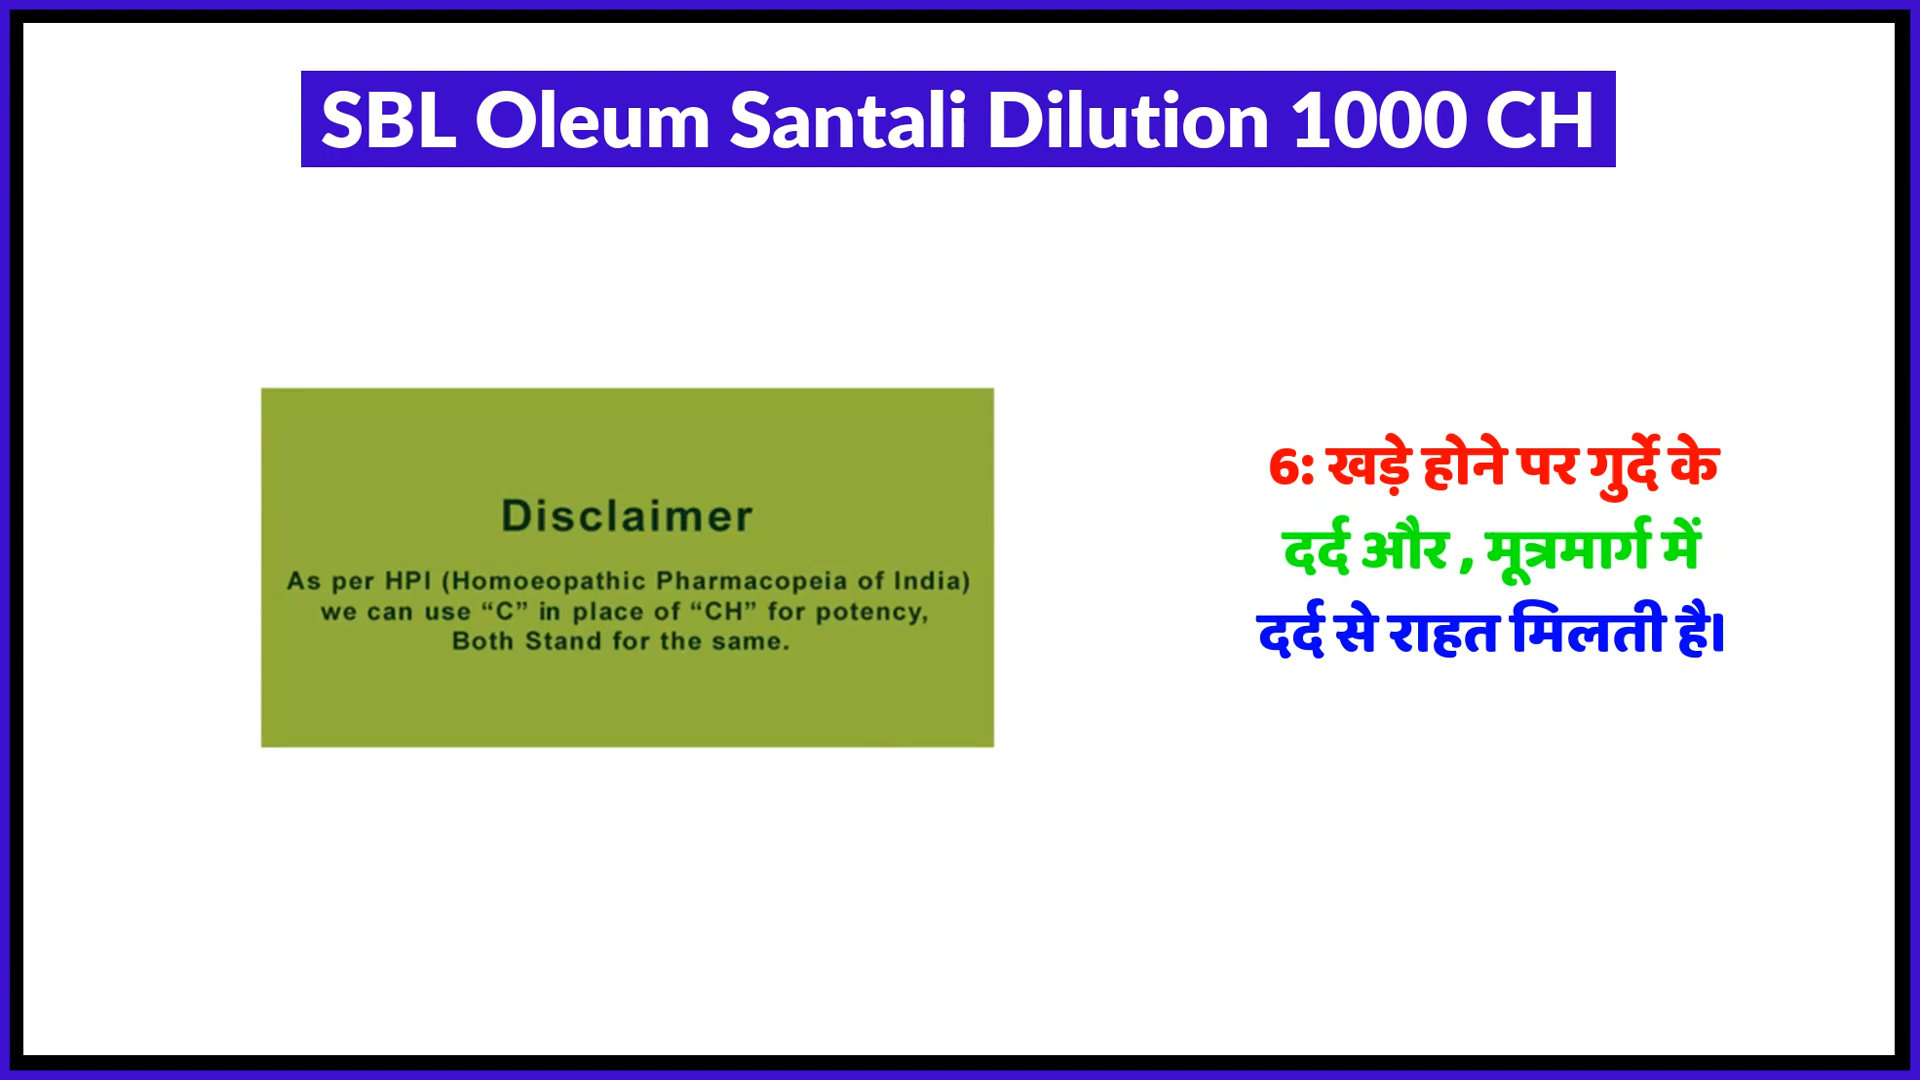 SBL Oleum Santali Dilution 1000 CH
Disclaimer
As per HPI (Homoeopathic Pharmacopeia of India)
we can use “C” in place of “CH” for potency,
Both Stand for the same.
6: खड़े होने पर गुर्दे के
दर्द और , मूत्रमार्ग में
दर्द से राहत मिलती है।